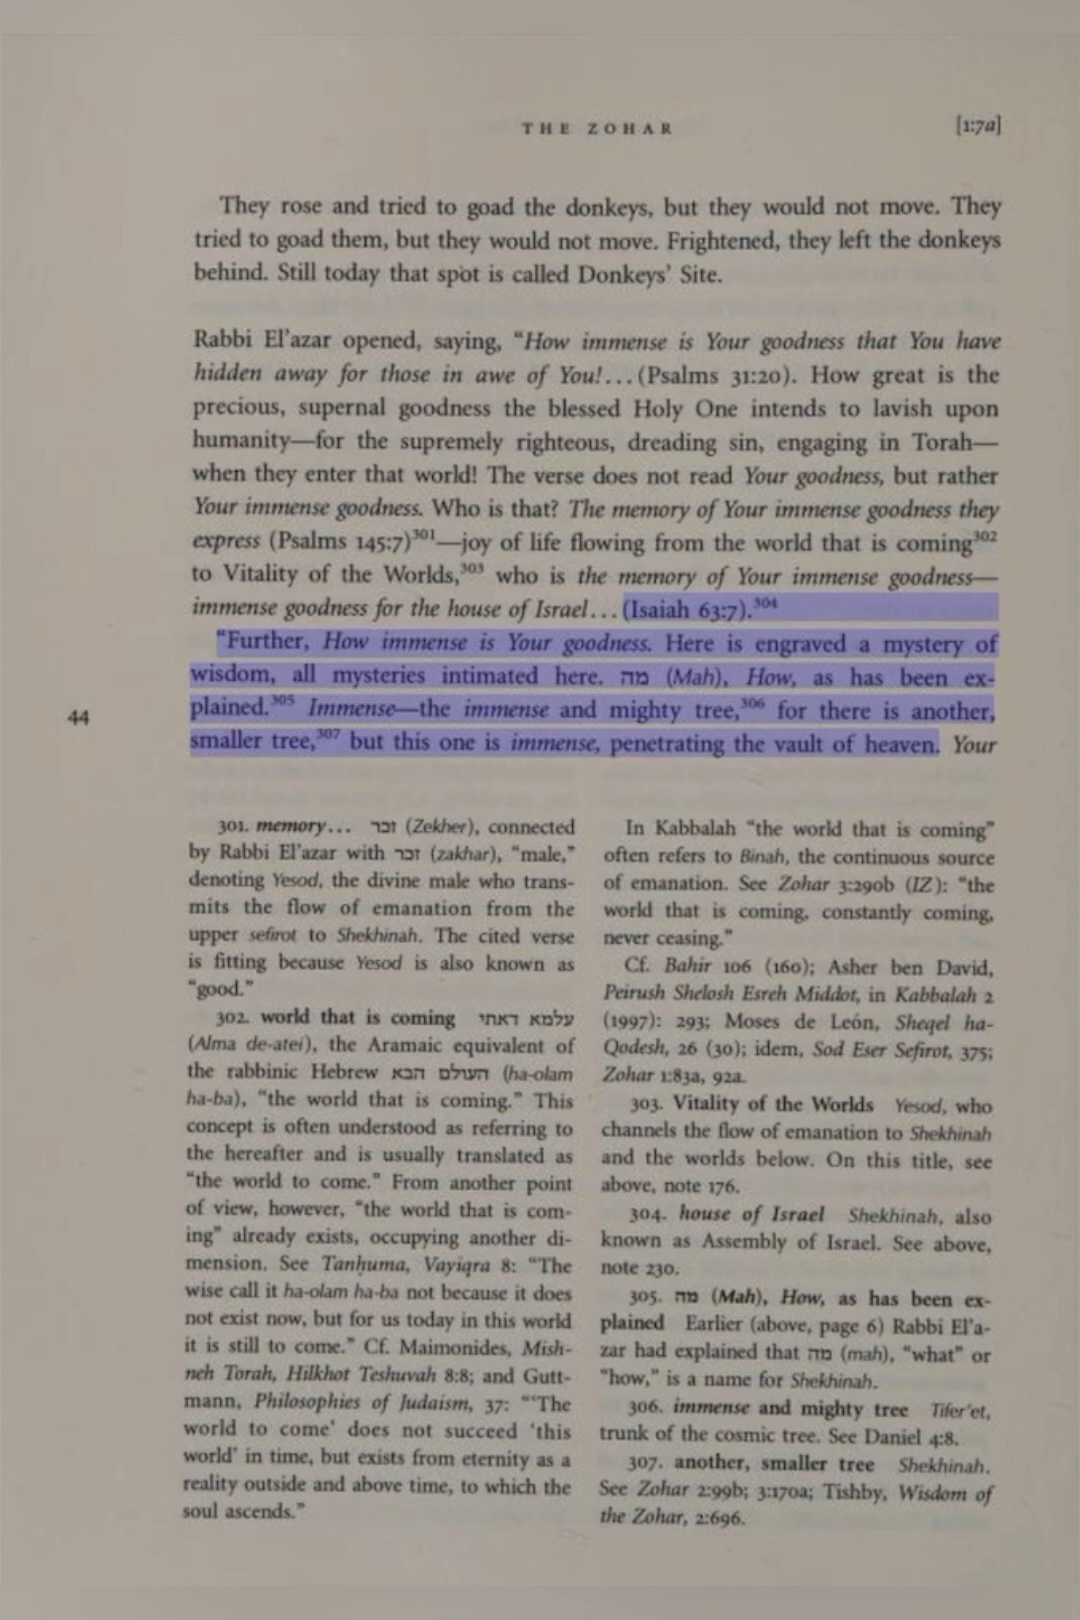 THE ZOHAR
[1:7a]
They rose and tried to goad the donkeys, but they would not move. They
tried to goad them, but they would not move. Frightened, they left the donkeys
behind. Still today that spot is called Donkeys' Site.
Rabbi El'azar opened, saying, “How immense is Your goodness that You have
hidden away for those in awe of You!... (Psalms 31:20). How great is the
precious, supernal goodness the blessed Holy One intends to lavish upon
humanity—for the supremely righteous, dreading sin, engaging in Torah—
when they enter that world! The verse does not read Your goodness, but rather
Your immense goodness. Who is that? The memory of Your immense goodness they
express (Psalms 145:7)301—joy of life flowing from the world that is coming302
to Vitality of the Worlds,303 who is the memory of Your immense goodness—
immense goodness for the house of Israel... (Isaiah 63:7).304
“Further, How immense is Your goodness. Here is engraved a mystery of
wisdom, all mysteries intimated here. מה (Mah), How, as has been ex-
plained.305 Immense—the immense and mighty tree,306 for there is another,
smaller tree,307 but this one is immense, penetrating the vault of heaven. Your
44
301. memory... זכר (Zekher), connected
by Rabbi El'azar with זכר (zakhar), “male,”
denoting Yesod, the divine male who trans-
mits the flow of emanation from the
upper sefirot to Shekhinah. The cited verse
is fitting because Yesod is also known as
“good.”
302. world that is coming עלמא דאתי
(Alma de-atei), the Aramaic equivalent of
the rabbinic Hebrew העולם הבא (ha-olam
ha-ba), “the world that is coming.” This
concept is often understood as referring to
the hereafter and is usually translated as
“the world to come.” From another point
of view, however, “the world that is com-
ing” already exists, occupying another di-
mension. See Tanḥuma, Vayiqra 8: “The
wise call it ha-olam ha-ba not because it does
not exist now, but for us today in this world
it is still to come.” Cf. Maimonides, Mish-
neh Torah, Hilkhot Teshuvah 8:8; and Gutt-
mann, Philosophies of Judaism, 37: “‘The
world to come' does not succeed 'this
world' in time, but exists from eternity as a
reality outside and above time, to which the
soul ascends.”
In Kabbalah “the world that is coming”
often refers to Binah, the continuous source
of emanation. See Zohar 3:290b (IZ): “the
world that is coming, constantly coming,
never ceasing.”
Cf. Bahir 106 (160); Asher ben David,
Peirush Shelosh Esreh Middot, in Kabbalah 2
(1997): 293; Moses de León, Sheqel ha-
Qodesh, 26 (30); idem, Sod Eser Sefirot, 375;
Zohar 1:83a, 92a.
303. Vitality of the Worlds Yesod, who
channels the flow of emanation to Shekhinah
and the worlds below. On this title, see
above, note 176.
304. house of Israel Shekhinah, also
known as Assembly of Israel. See above,
note 230.
305. מה (Mah), How, as has been ex-
plained Earlier (above, page 6) Rabbi El'a-
zar had explained that מה (mah), “what” or
“how,” is a name for Shekhinah.
306. immense and mighty tree Tif'eret,
trunk of the cosmic tree. See Daniel 4:8.
307. another, smaller tree Shekhinah.
See Zohar 2:99b; 3:170a; Tishby, Wisdom of
the Zohar, 2:696.